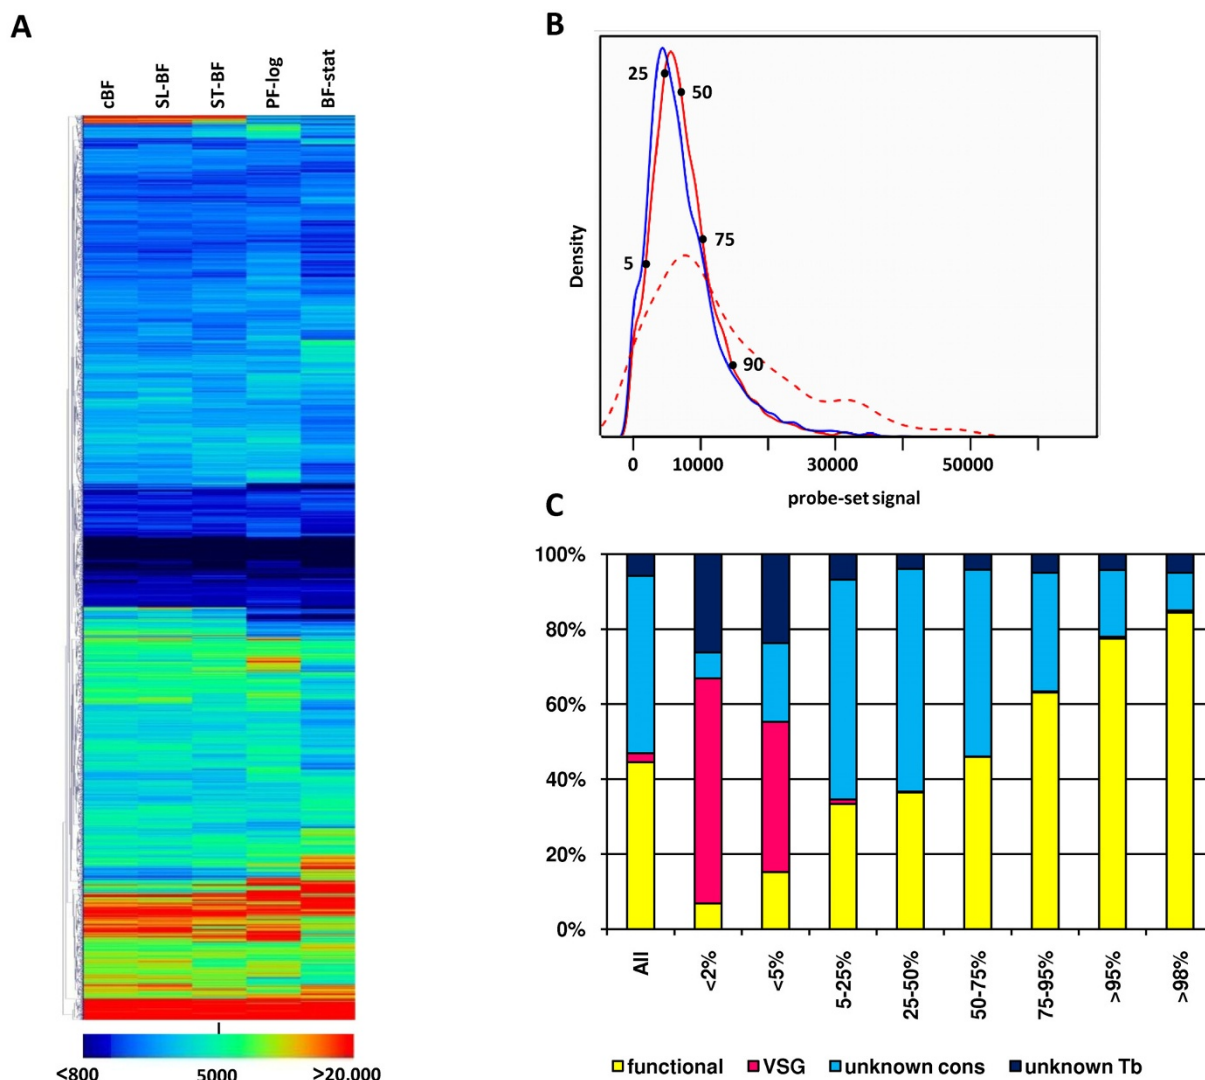 A
cBF
SL-BF
ST-BF
PF-log
BF-stat
<800
5000
>20.000
B
Density
25
50
75
5
90
0
10000
30000
50000
probe-set signal
C
100%
80%
60%
40%
20%
0%
All
<2%
<5%
5-25%
25-50%
50-75%
75-95%
>95%
>98%
functional
VSG
unknown cons
unknown Tb